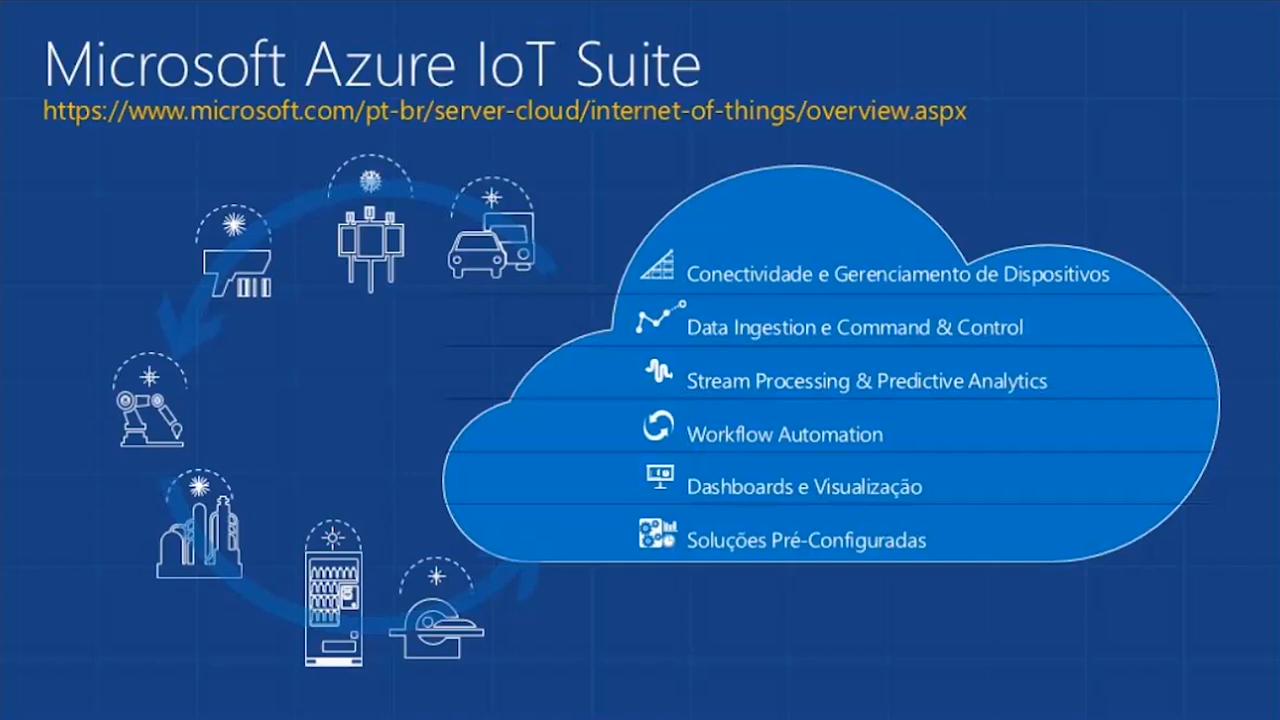 Microsoft Azure IoT Suite
https://www.microsoft.com/pt-br/server-cloud/internet-of-things/overview.aspx
Conectividade e Gerenciamento de Dispositivos
Data Ingestion e Command & Control
Stream Processing & Predictive Analytics
Workflow Automation
Dashboards e Visualização
Soluções Pré-Configuradas